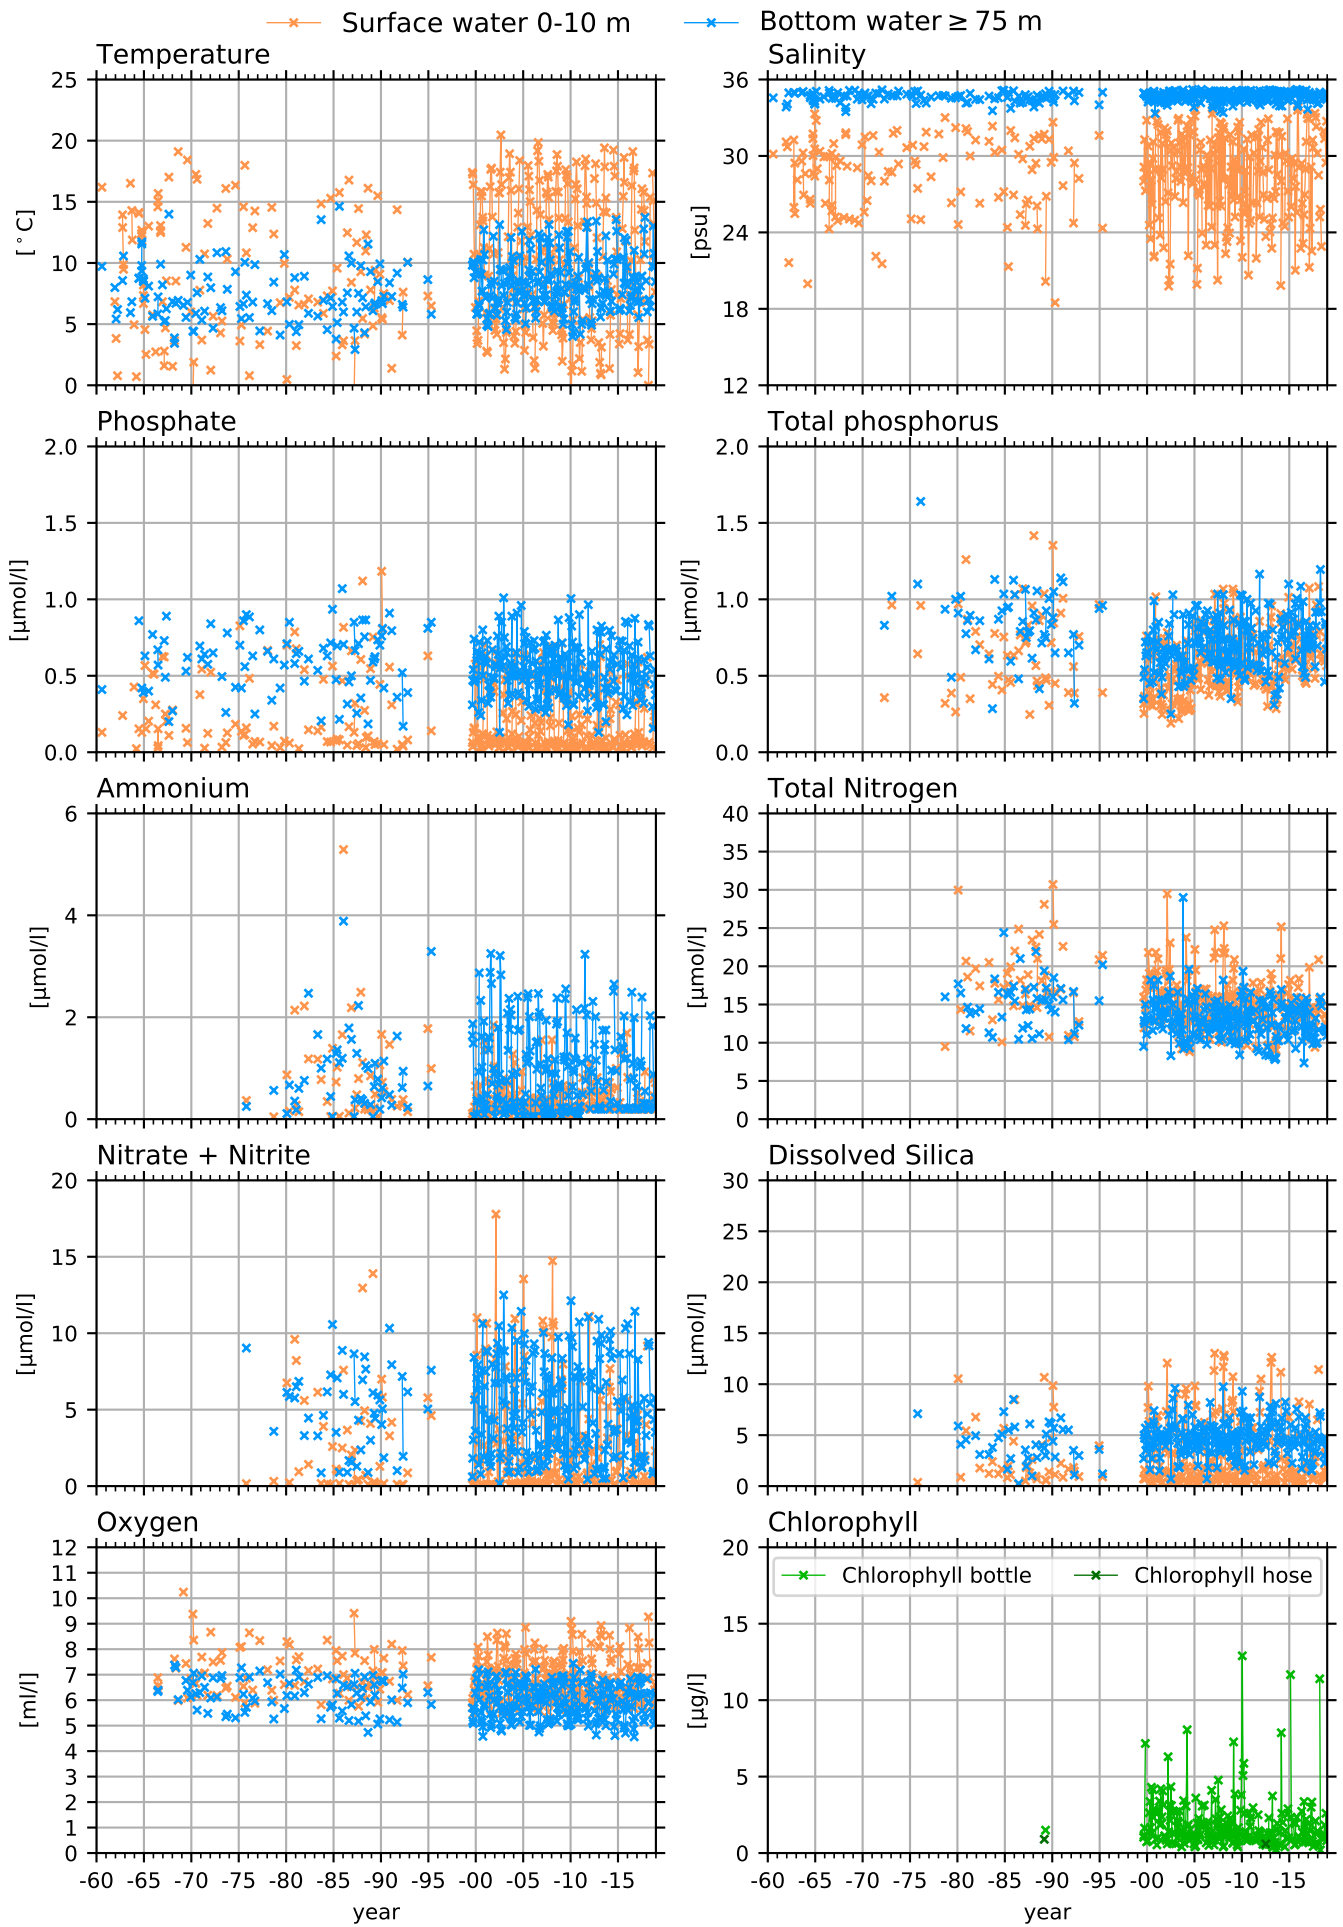 Surface water 0-10 m
Bottom water ≥ 75 m
Temperature
Salinity
25
20
15
10
5
0
[°C]
36
30
24
18
12
[psu]
Phosphate
Total phosphorus
2.0
1.5
1.0
0.5
0.0
[µmol/l]
2.0
1.5
1.0
0.5
0.0
[µmol/l]
Ammonium
Total Nitrogen
6
4
2
0
[µmol/l]
40
35
30
25
20
15
10
5
0
[µmol/l]
Nitrate + Nitrite
Dissolved Silica
20
15
10
5
0
[µmol/l]
30
25
20
15
10
5
0
[µmol/l]
Oxygen
Chlorophyll
12
11
10
9
8
7
6
5
4
3
2
1
0
[ml/l]
20
15
10
5
0
[µg/l]
Chlorophyll bottle
Chlorophyll hose
-60 -65 -70 -75 -80 -85 -90 -95 -00 -05 -10 -15
-60 -65 -70 -75 -80 -85 -90 -95 -00 -05 -10 -15
year
year